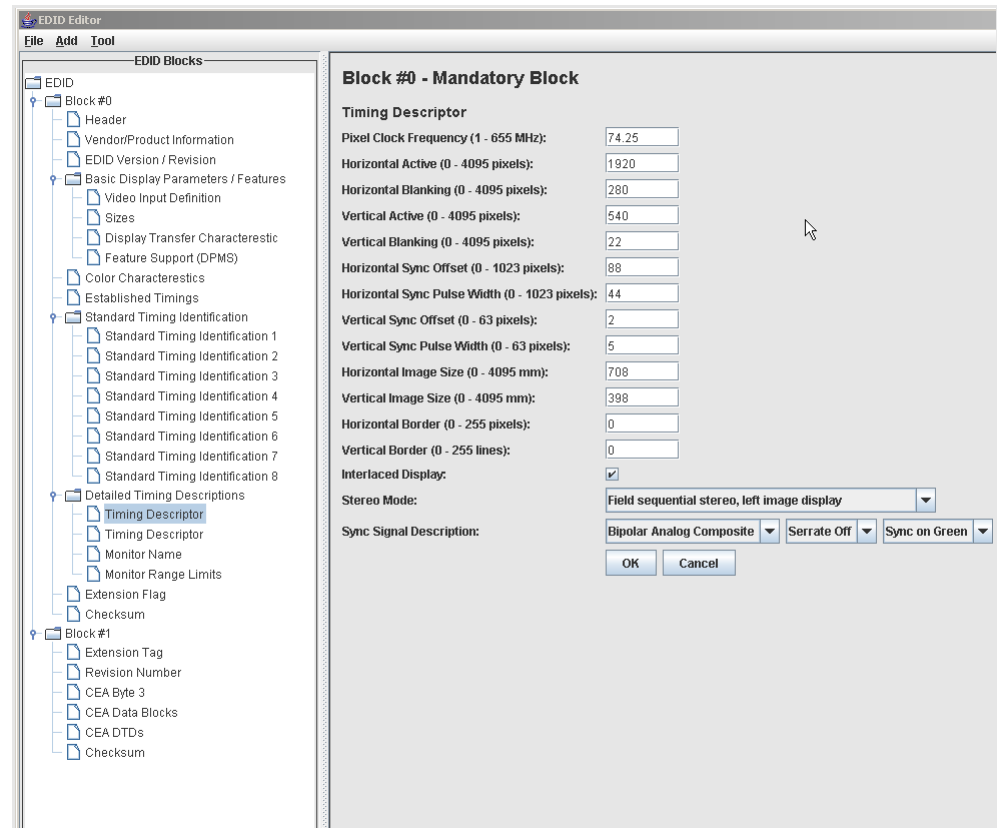 EDID Editor
File Add Tool
EDID Blocks
EDID
Block #0
Header
Vendor/Product Information
EDID Version / Revision
Basic Display Parameters / Features
Video Input Definition
Sizes
Display Transfer Characterestic
Feature Support (DPMS)
Color Characterestics
Established Timings
Standard Timing Identification
Standard Timing Identification 1
Standard Timing Identification 2
Standard Timing Identification 3
Standard Timing Identification 4
Standard Timing Identification 5
Standard Timing Identification 6
Standard Timing Identification 7
Standard Timing Identification 8
Detailed Timing Descriptions
Timing Descriptor
Timing Descriptor
Monitor Name
Monitor Range Limits
Extension Flag
Checksum
Block #1
Extension Tag
Revision Number
CEA Byte 3
CEA Data Blocks
CEA DTDs
Checksum
Block #0 - Mandatory Block
Timing Descriptor
Pixel Clock Frequency (1 - 655 MHz): 74.25
Horizontal Active (0 - 4095 pixels): 1920
Horizontal Blanking (0 - 4095 pixels): 280
Vertical Active (0 - 4095 pixels): 540
Vertical Blanking (0 - 4095 pixels): 22
Horizontal Sync Offset (0 - 1023 pixels): 88
Horizontal Sync Pulse Width (0 - 1023 pixels): 44
Vertical Sync Offset (0 - 63 pixels): 2
Vertical Sync Pulse Width (0 - 63 pixels): 5
Horizontal Image Size (0 - 4095 mm): 708
Vertical Image Size (0 - 4095 mm): 398
Horizontal Border (0 - 255 pixels): 0
Vertical Border (0 - 255 lines): 0
Interlaced Display:
Stereo Mode: Field sequential stereo, left image display
Sync Signal Description: Bipolar Analog Composite Serrate Off Sync on Green
OK Cancel